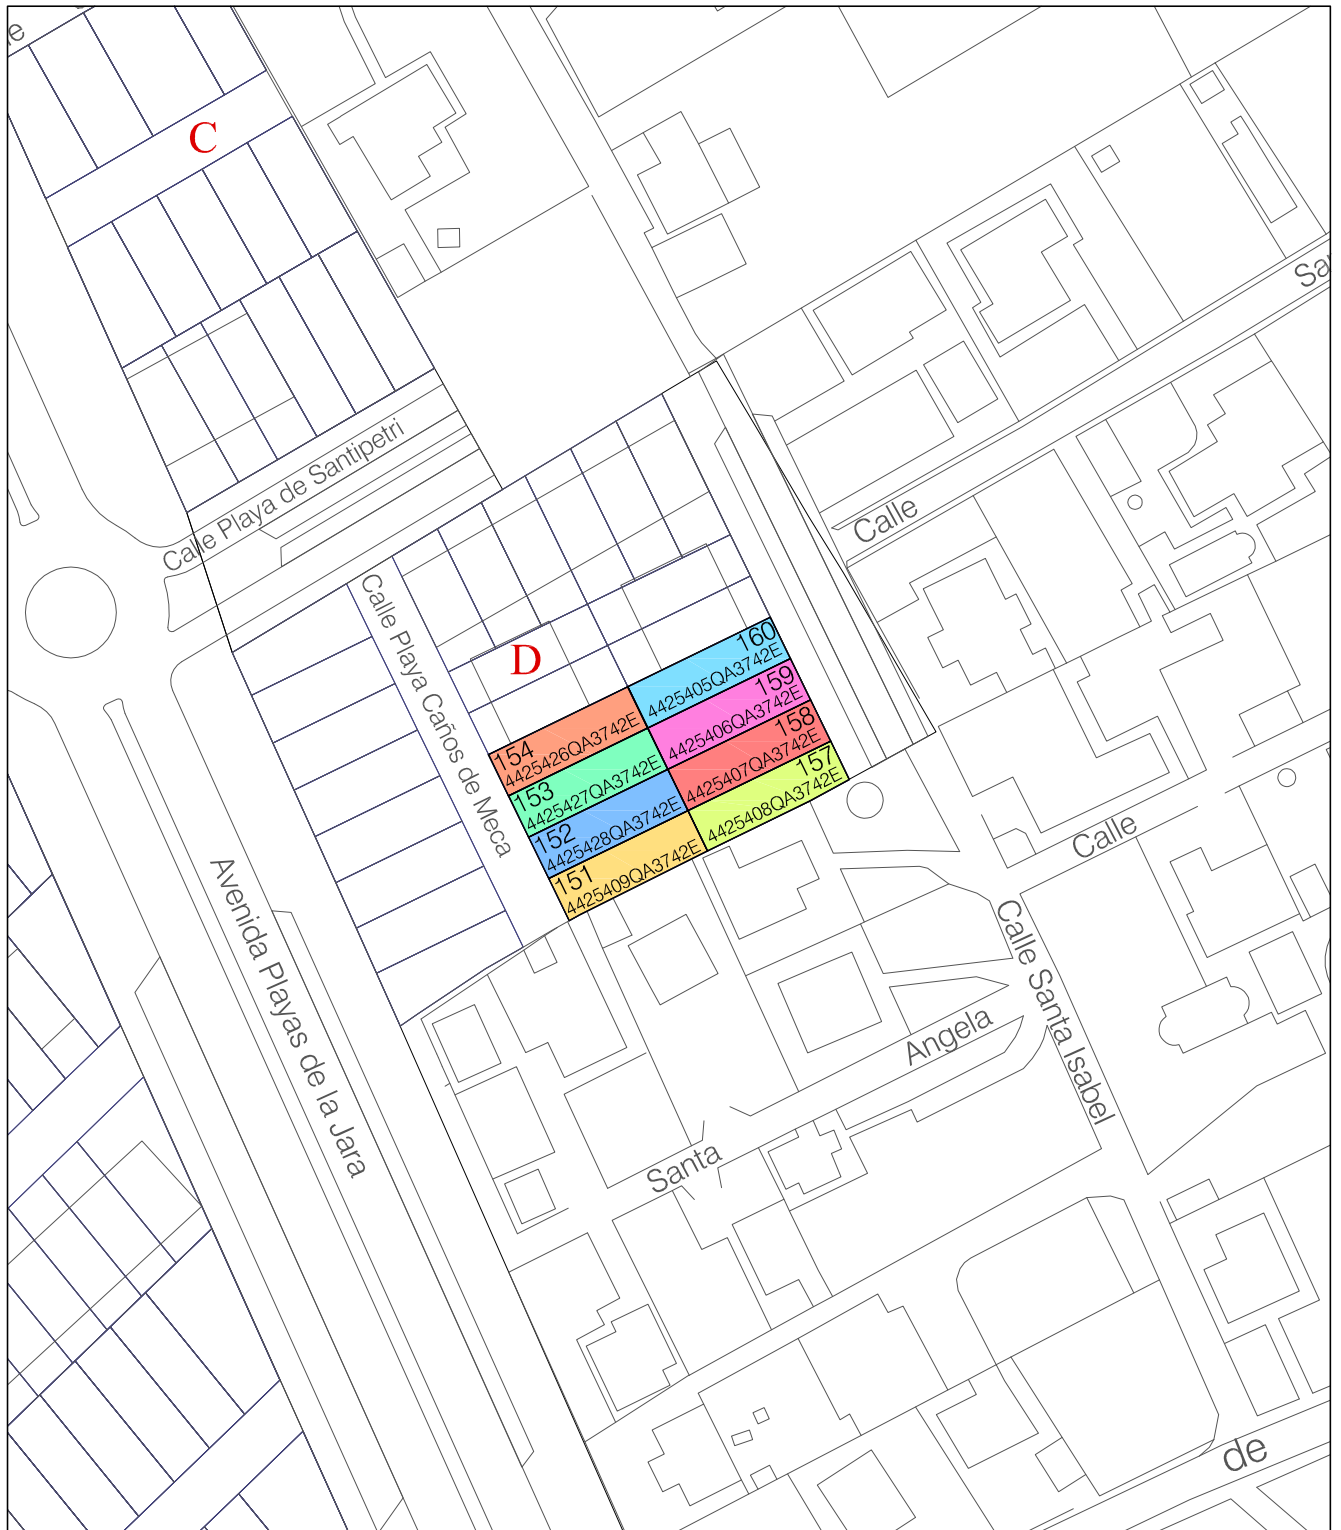 C
Sa
Calle Playa de Santipetri
Calle
Calle Playa Caños de Meca
D
160
4425405QA3742E
159
4425406QA3742E
158
4425407QA3742E
157
4425408QA3742E
154
4425426QA3742E
153
4425427QA3742E
152
4425428QA3742E
151
4425409QA3742E
Calle
Avenida Playas de la Jara
Calle Santa Isabel
Angela
Santa
de